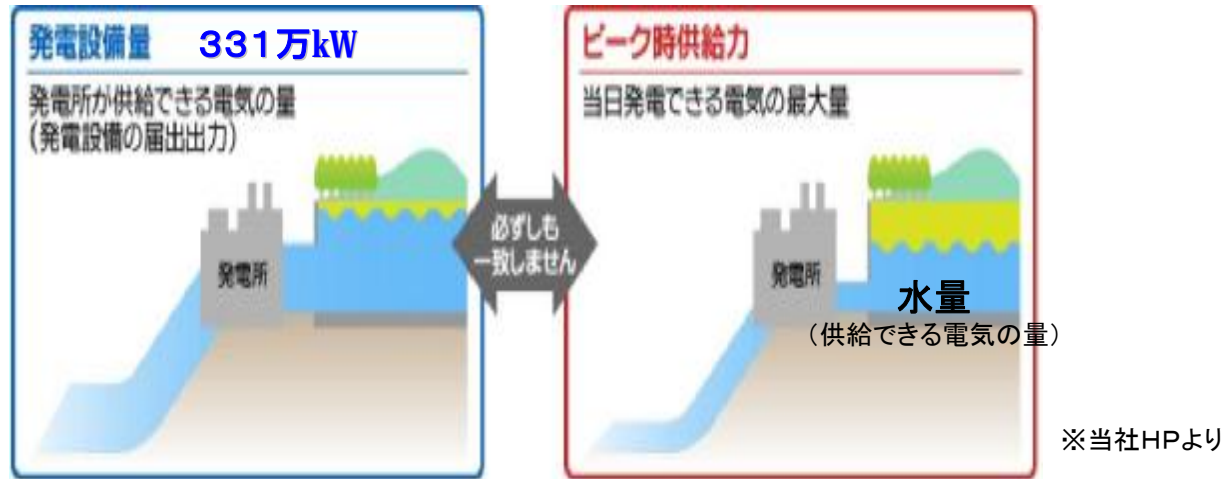 発電設備量 331万kW
発電所が供給できる電気の量
(発電設備の届出出力)
発電所
必ずしも
一致しません
ピーク時供給力
当日発電できる電気の最大量
発電所
水量
（供給できる電気の量）
※当社HPより